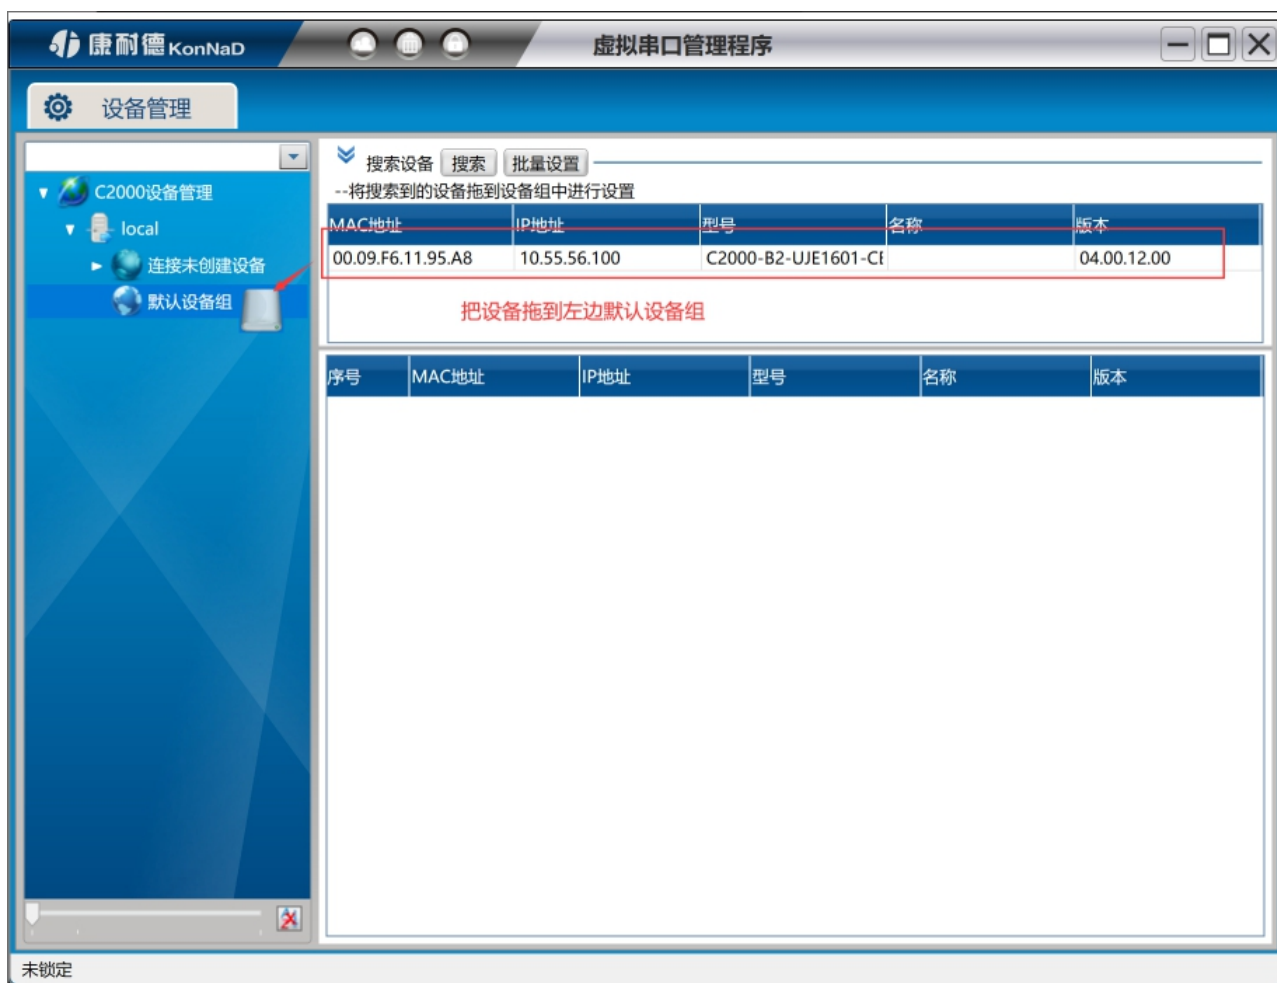 康耐德 KonNaD
虚拟串口管理程序
设备管理
搜索设备 搜索 批量设置
--将搜索到的设备拖到设备组中进行设置
C2000设备管理
local
连接未创建设备
默认设备组
MAC地址 IP地址 型号 名称 版本
00.09.F6.11.95.A8 10.55.56.100 C2000-B2-UJE1601-CE 04.00.12.00
把设备拖到左边默认设备组
序号 MAC地址 IP地址 型号 名称 版本
未锁定